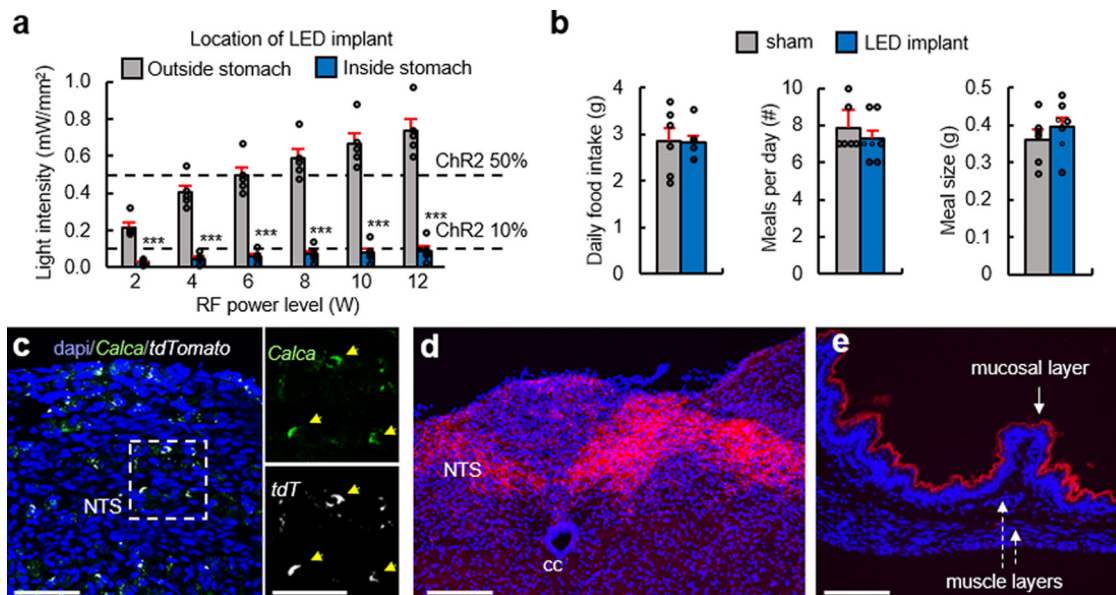 a
Location of LED implant
Outside stomach Inside stomach
Light intensity (mW/mm²)
1.0
0.8
0.6
0.4
0.2
0.0
ChR2 50%
ChR2 10%
*** *** *** *** *** ***
2 4 6 8 10 12
RF power level (W)
b
sham LED implant
Daily food intake (g)
4
3
2
1
0
Meals per day (#)
10
8
6
4
2
0
Meal size (g)
0.5
0.4
0.3
0.2
0.1
0
c
dapi/Calca/tdTomato
NTS
Calca
tdT
d
NTS
cc
e
mucosal layer
muscle layers